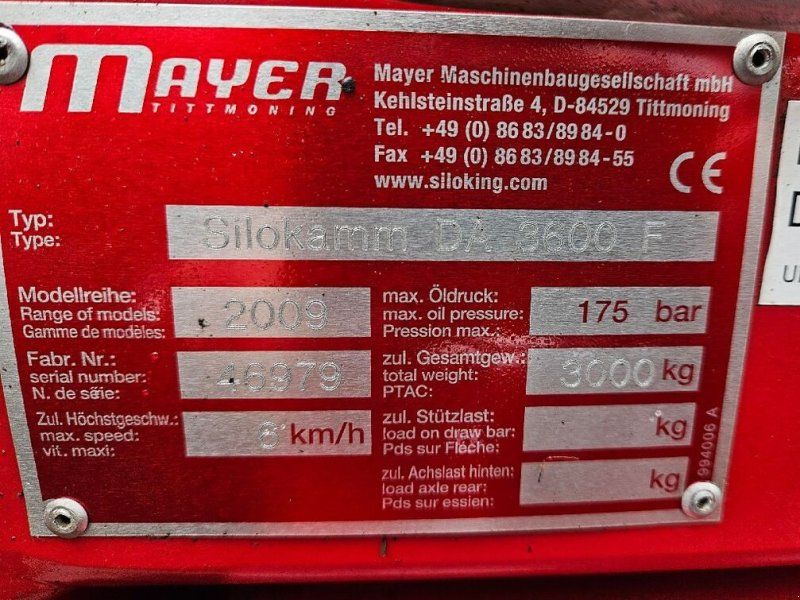 MAYER
TITTMONING
Mayer Maschinenbaugesellschaft mbH
Kehlsteinstraße 4, D-84529 Tittmoning
Tel. +49 (0) 86 83/89 84-0
Fax +49 (0) 86 83/89 84-55
www.siloking.com
CE
Typ:
Type:
Silokamm DA 3600 F
Modellreihe:
Range of models:
Gamme de modèles:
2009
max. Öldruck:
max. oil pressure:
Pression max.:
175 bar
Fabr. Nr.:
serial number:
N. de série:
46979
zul. Gesamtgew.:
total weight:
PTAC:
3000 kg
Zul. Höchstgeschw.:
max. speed:
vit. maxi:
6 km/h
zul. Stützlast:
load on draw bar:
Pds sur Flèche:
kg
zul. Achslast hinten:
load axle rear:
Pds sur essien:
kg
994006 A